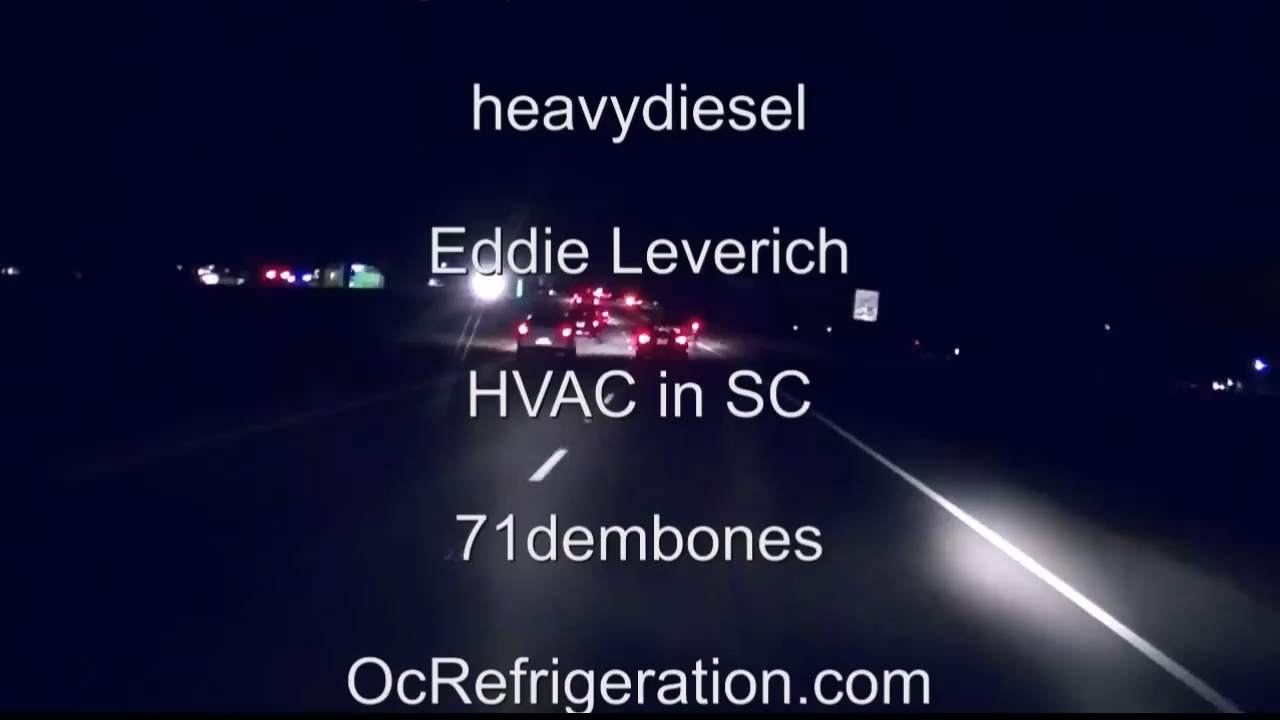 heavydiesel
Eddie Leverich
HVAC in SC
71dembones
OcRefrigeration.com